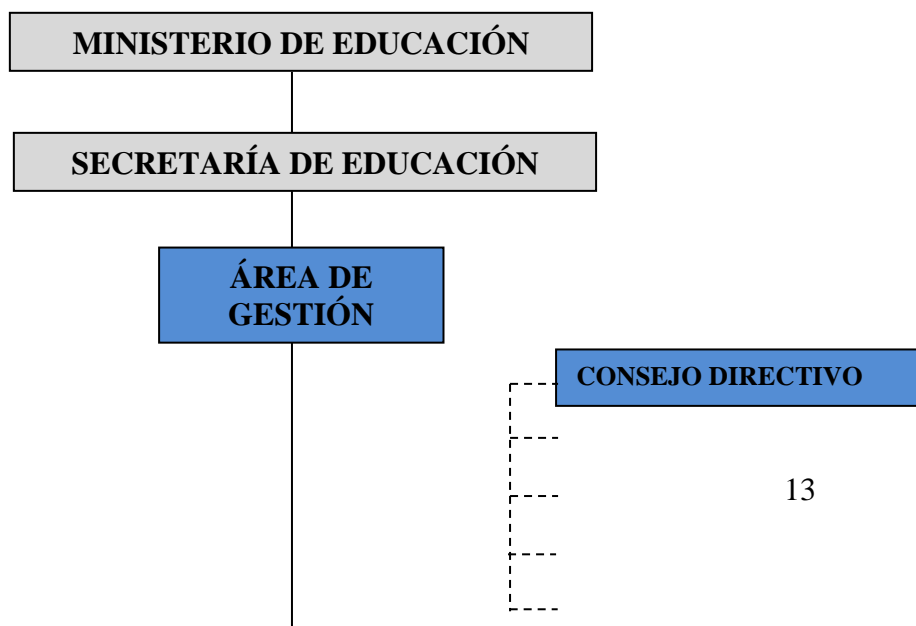 MINISTERIO DE EDUCACIÓN
SECRETARÍA DE EDUCACIÓN
ÁREA DE
GESTIÓN
CONSEJO DIRECTIVO
13